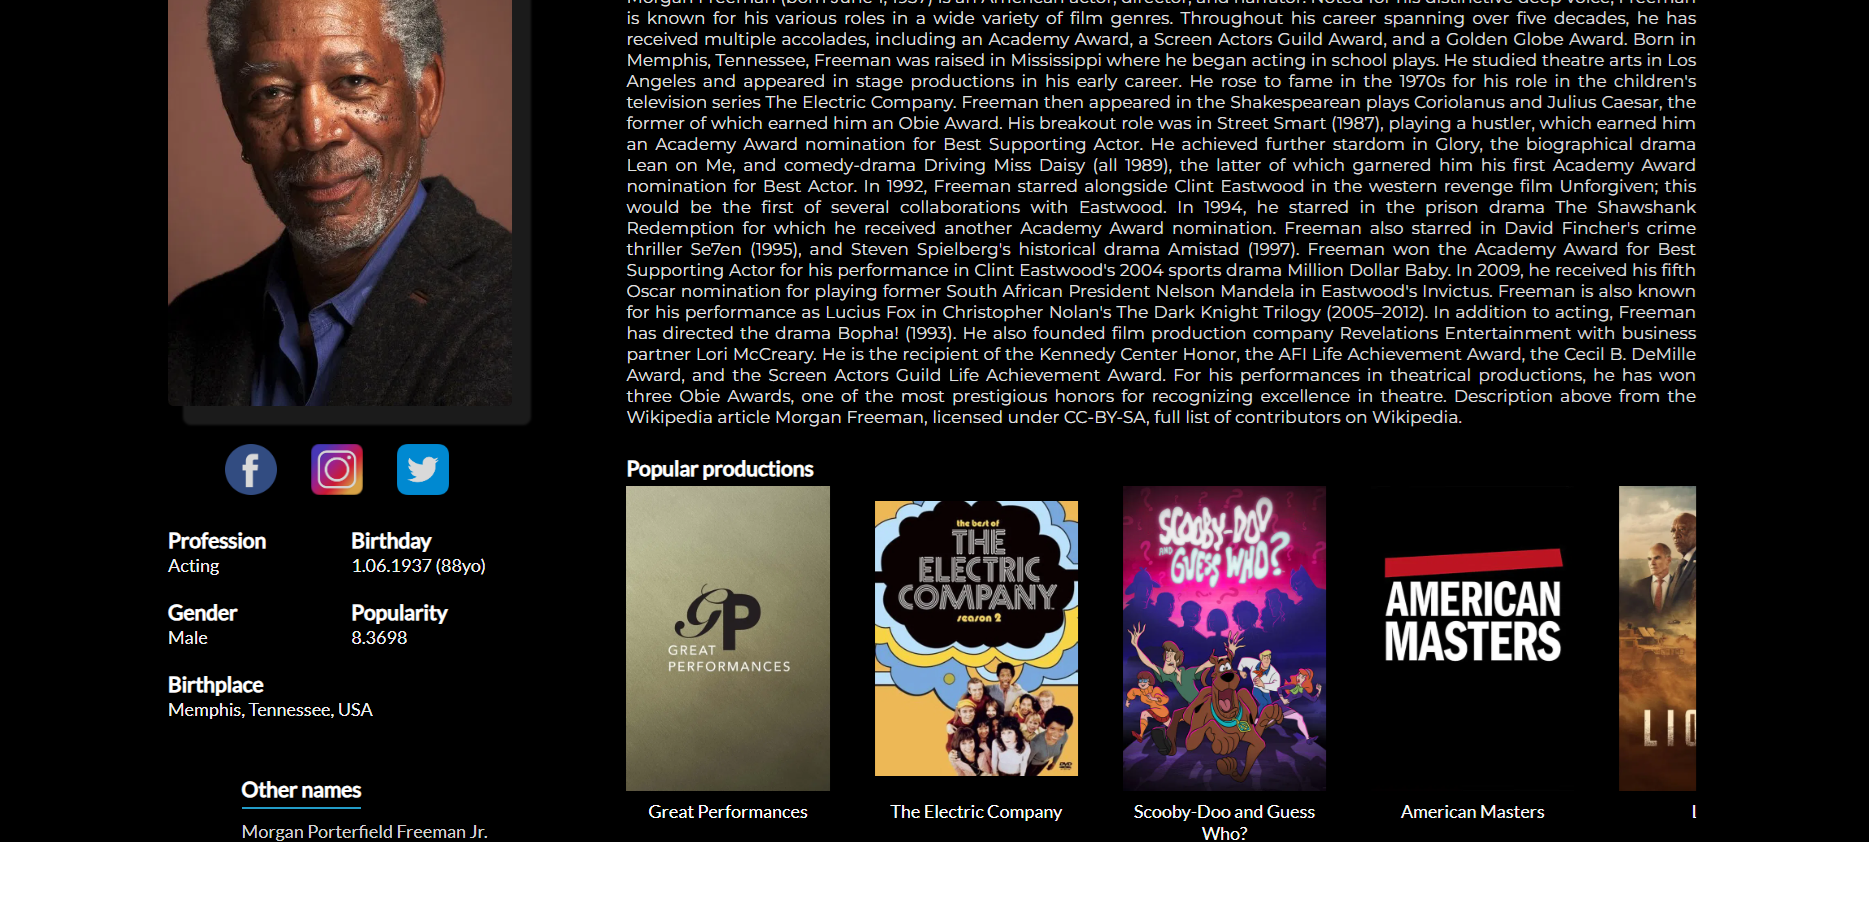 Morgan Freeman (born June 1, 1937) is an American actor, director, and narrator. Noted for his distinctive deep voice, Freeman
is known for his various roles in a wide variety of film genres. Throughout his career spanning over five decades, he has
received multiple accolades, including an Academy Award, a Screen Actors Guild Award, and a Golden Globe Award. Born in
Memphis, Tennessee, Freeman was raised in Mississippi where he began acting in school plays. He studied theatre arts in Los
Angeles and appeared in stage productions in his early career. He rose to fame in the 1970s for his role in the children's
television series The Electric Company. Freeman then appeared in the Shakespearean plays Coriolanus and Julius Caesar, the
former of which earned him an Obie Award. His breakout role was in Street Smart (1987), playing a hustler, which earned him
an Academy Award nomination for Best Supporting Actor. He achieved further stardom in Glory, the biographical drama
Lean on Me, and comedy-drama Driving Miss Daisy (all 1989), the latter of which garnered him his first Academy Award
nomination for Best Actor. In 1992, Freeman starred alongside Clint Eastwood in the western revenge film Unforgiven; this
would be the first of several collaborations with Eastwood. In 1994, he starred in the prison drama The Shawshank
Redemption for which he received another Academy Award nomination. Freeman also starred in David Fincher's crime
thriller Se7en (1995), and Steven Spielberg's historical drama Amistad (1997). Freeman won the Academy Award for Best
Supporting Actor for his performance in Clint Eastwood's 2004 sports drama Million Dollar Baby. In 2009, he received his fifth
Oscar nomination for playing former South African President Nelson Mandela in Eastwood's Invictus. Freeman is also known
for his performance as Lucius Fox in Christopher Nolan's The Dark Knight Trilogy (2005–2012). In addition to acting, Freeman
has directed the drama Bopha! (1993). He also founded film production company Revelations Entertainment with business
partner Lori McCreary. He is the recipient of the Kennedy Center Honor, the AFI Life Achievement Award, the Cecil B. DeMille
Award, and the Screen Actors Guild Life Achievement Award. For his performances in theatrical productions, he has won
three Obie Awards, one of the most prestigious honors for recognizing excellence in theatre. Description above from the
Wikipedia article Morgan Freeman, licensed under CC-BY-SA, full list of contributors on Wikipedia.
Profession
Acting
Birthday
1.06.1937 (88yo)
Gender
Male
Popularity
8.3698
Birthplace
Memphis, Tennessee, USA
Other names
Morgan Porterfield Freeman Jr.
Popular productions
GP
GREAT
PERFORMANCES
Great Performances
the best of
THE
ELECTRIC
COMPANY
season 2
DVD
The Electric Company
SCOOBY-DOO
AND
GUESS WHO?
Scooby-Doo and Guess
Who?
AMERICAN
MASTERS
American Masters
LIO
L